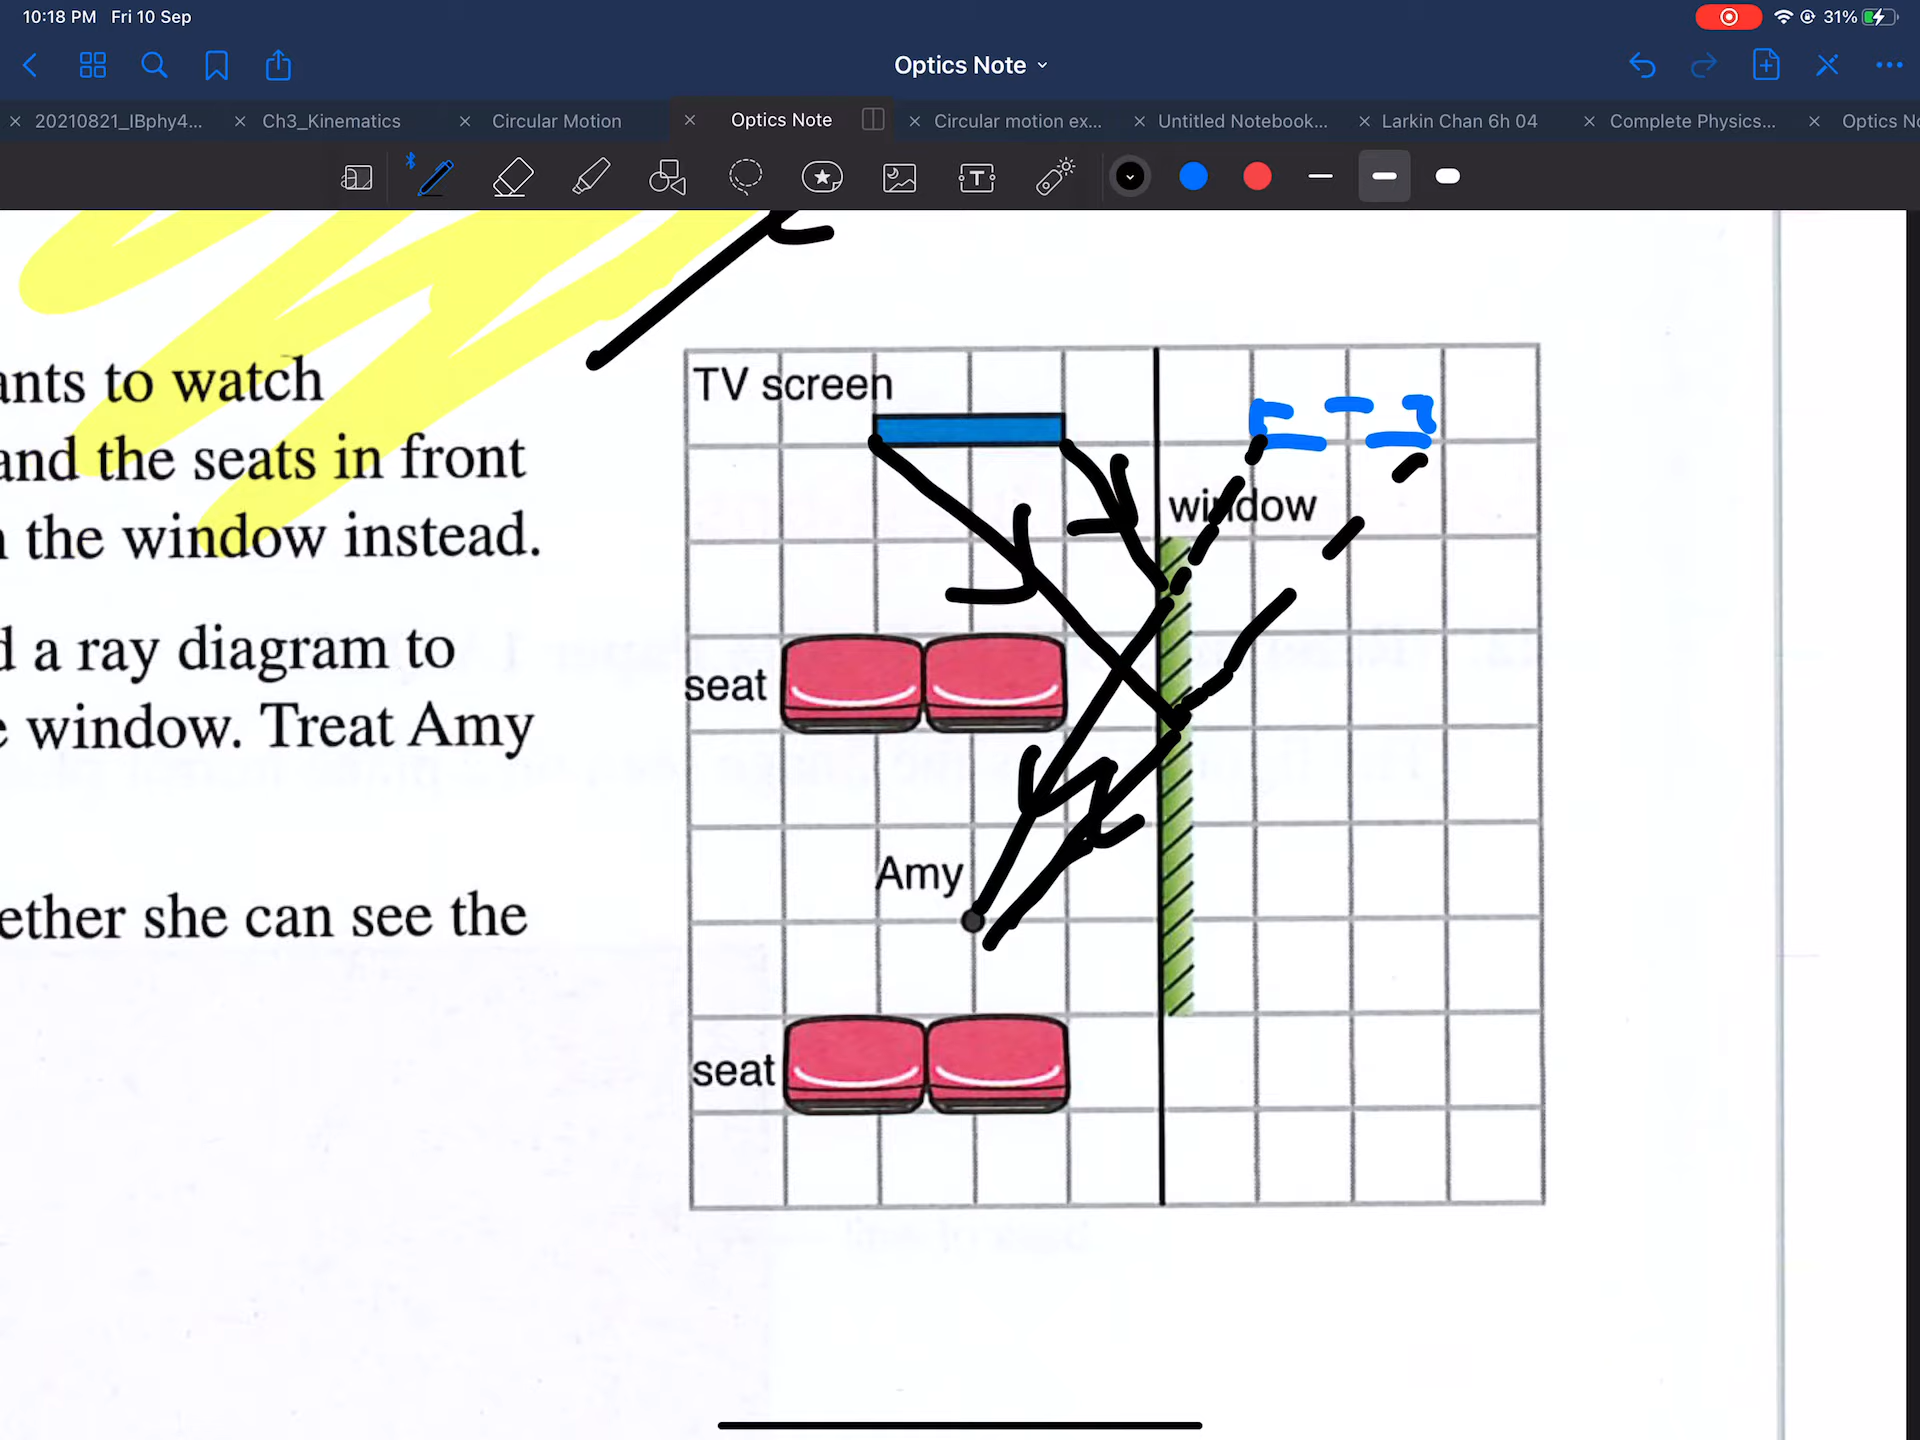 10:18 PM Fri 10 Sep
31%
Optics Note
20210821_IBphy4...
Ch3_Kinematics
Circular Motion
Optics Note
Circular motion ex...
Untitled Notebook...
Larkin Chan 6h 04
Complete Physics...
Optics No
TV screen
ants to watch
and the seats in front
window
the window instead.
d a ray diagram to
seat
e window. Treat Amy
Amy
ether she can see the
seat